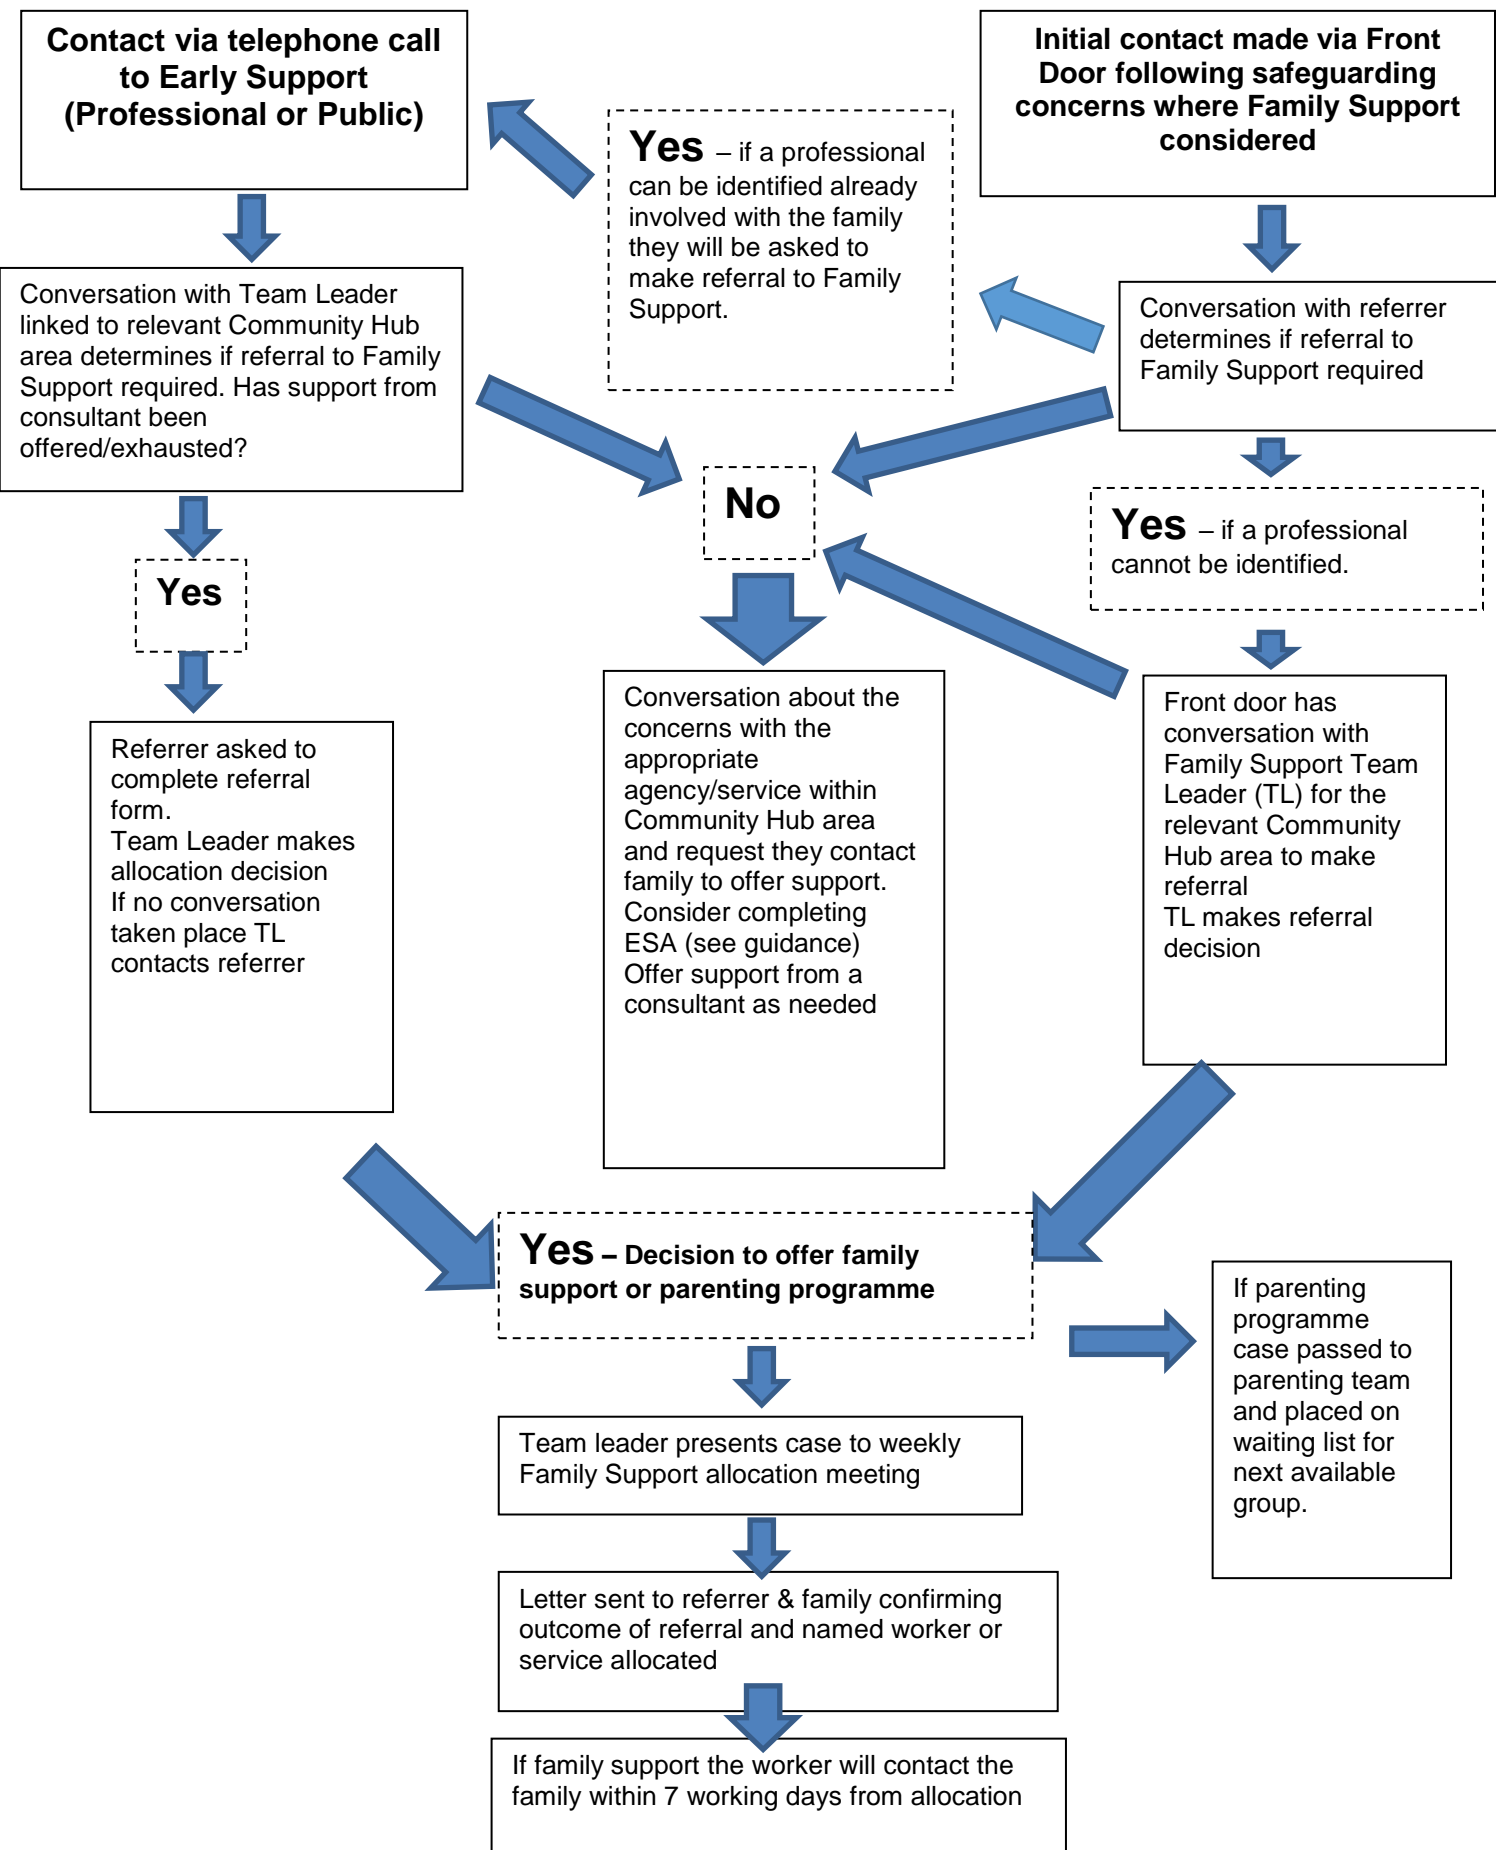 Contact via telephone call
to Early Support
(Professional or Public)
Initial contact made via Front
Door following safeguarding
concerns where Family Support
considered
Yes – if a professional
can be identified already
involved with the family
they will be asked to
make referral to Family
Support.
Conversation with Team Leader
linked to relevant Community Hub
area determines if referral to Family
Support required. Has support from
consultant been
offered/exhausted?
Conversation with referrer
determines if referral to
Family Support required
No
Yes – if a professional
cannot be identified.
Yes
Referrer asked to
complete referral
form.
Team Leader makes
allocation decision
If no conversation
taken place TL
contacts referrer
Conversation about the
concerns with the
appropriate
agency/service within
Community Hub area
and request they contact
family to offer support.
Consider completing
ESA (see guidance)
Offer support from a
consultant as needed
Front door has
conversation with
Family Support Team
Leader (TL) for the
relevant Community
Hub area to make
referral
TL makes referral
decision
Yes – Decision to offer family
support or parenting programme
If parenting
programme
case passed to
parenting team
and placed on
waiting list for
next available
group.
Team leader presents case to weekly
Family Support allocation meeting
Letter sent to referrer & family confirming
outcome of referral and named worker or
service allocated
If family support the worker will contact the
family within 7 working days from allocation